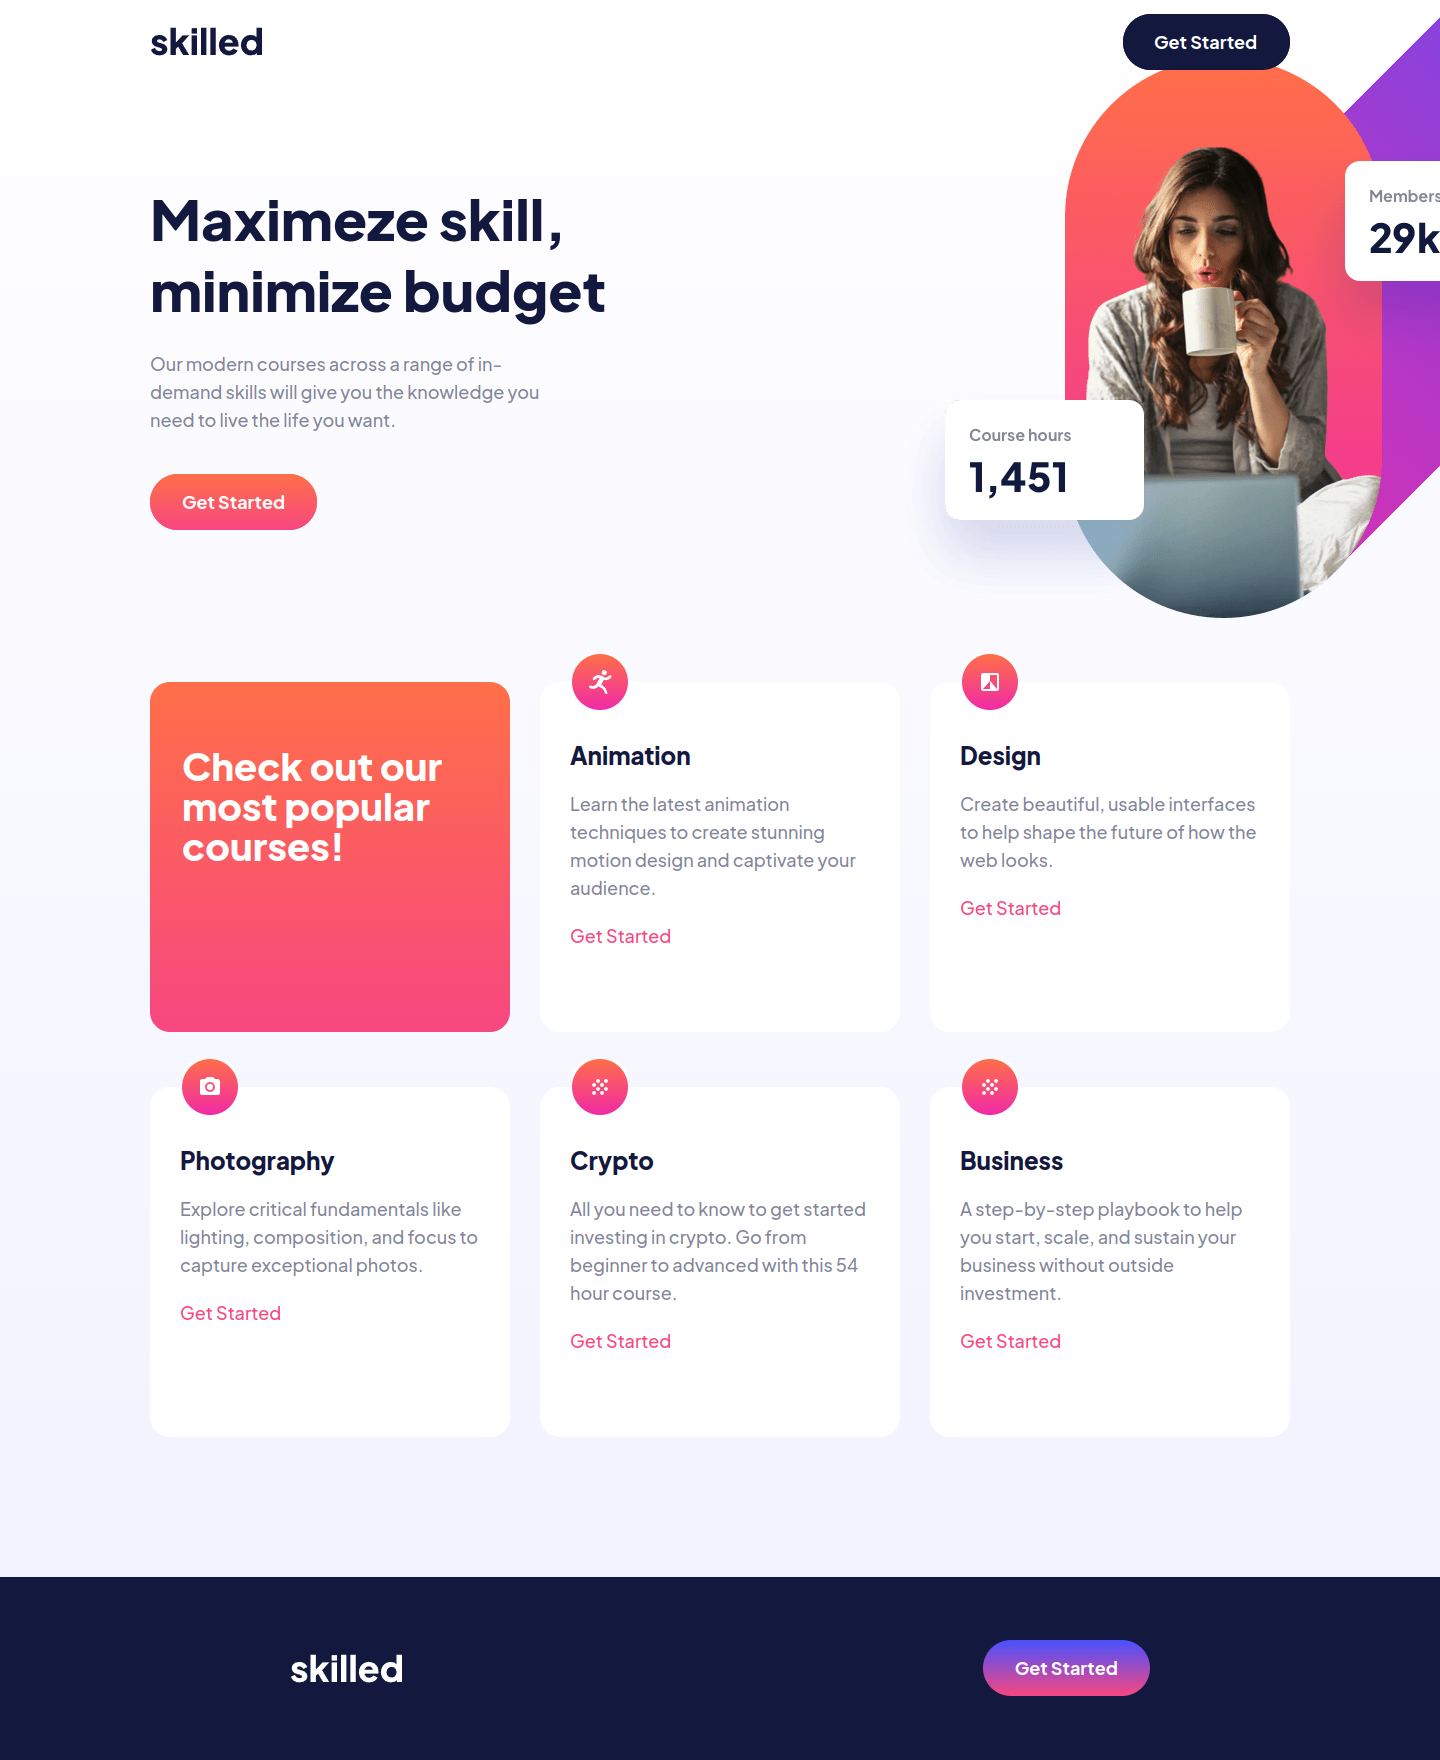 skilled
Get Started
Maximeze skill,
minimize budget
Our modern courses across a range of in-
demand skills will give you the knowledge you
need to live the life you want.
Get Started
Members
29k
Course hours
1,451
Check out our
most popular
courses!
Animation
Learn the latest animation
techniques to create stunning
motion design and captivate your
audience.
Get Started
Design
Create beautiful, usable interfaces
to help shape the future of how the
web looks.
Get Started
Photography
Explore critical fundamentals like
lighting, composition, and focus to
capture exceptional photos.
Get Started
Crypto
All you need to know to get started
investing in crypto. Go from
beginner to advanced with this 54
hour course.
Get Started
Business
A step-by-step playbook to help
you start, scale, and sustain your
business without outside
investment.
Get Started
skilled
Get Started